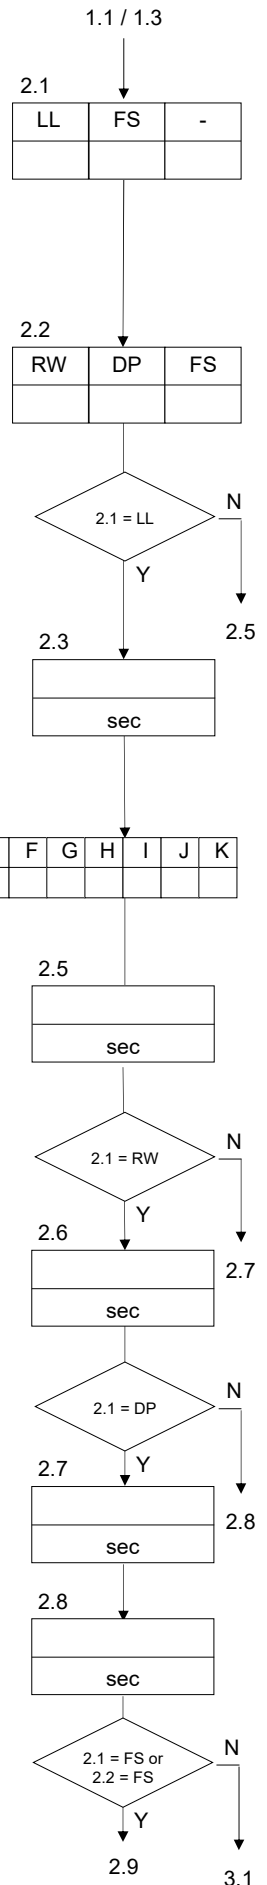 1.1 / 1.3
2.1
LL FS -
2.2
RW DP FS
2.1 = LL
N
Y
2.5
2.3
sec
F G H I J K
2.5
sec
2.1 = RW
N
Y
2.6
2.7
sec
2.1 = DP
N
Y
2.7
2.8
sec
2.8
sec
2.1 = FS or
2.2 = FS
N
Y
2.9
3.1